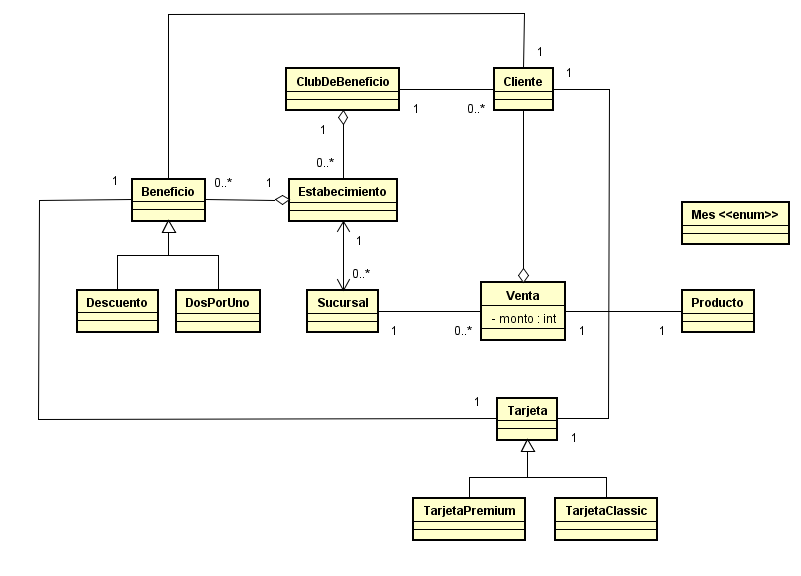 1
ClubDeBeneficio
Cliente
1
1
0..*
1
0..*
1
Beneficio
0..*
1
Estabecimiento
Mes <<enum>>
1
0..*
Descuento
DosPorUno
Sucursal
Venta
- monto : int
Producto
1
0..*
1
1
1
Tarjeta
1
TarjetaPremium
TarjetaClassic